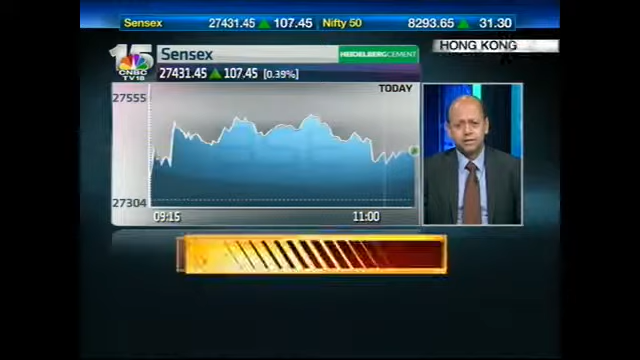 Sensex 27431.45 107.45 Nifty 50 8293.65 31.30
HONG KONG
15 Sensex HEIDELBERGCEMENT
CNBC
TV18
27431.45 107.45 [0.39%]
TODAY
27555
27304
09:15 11:00